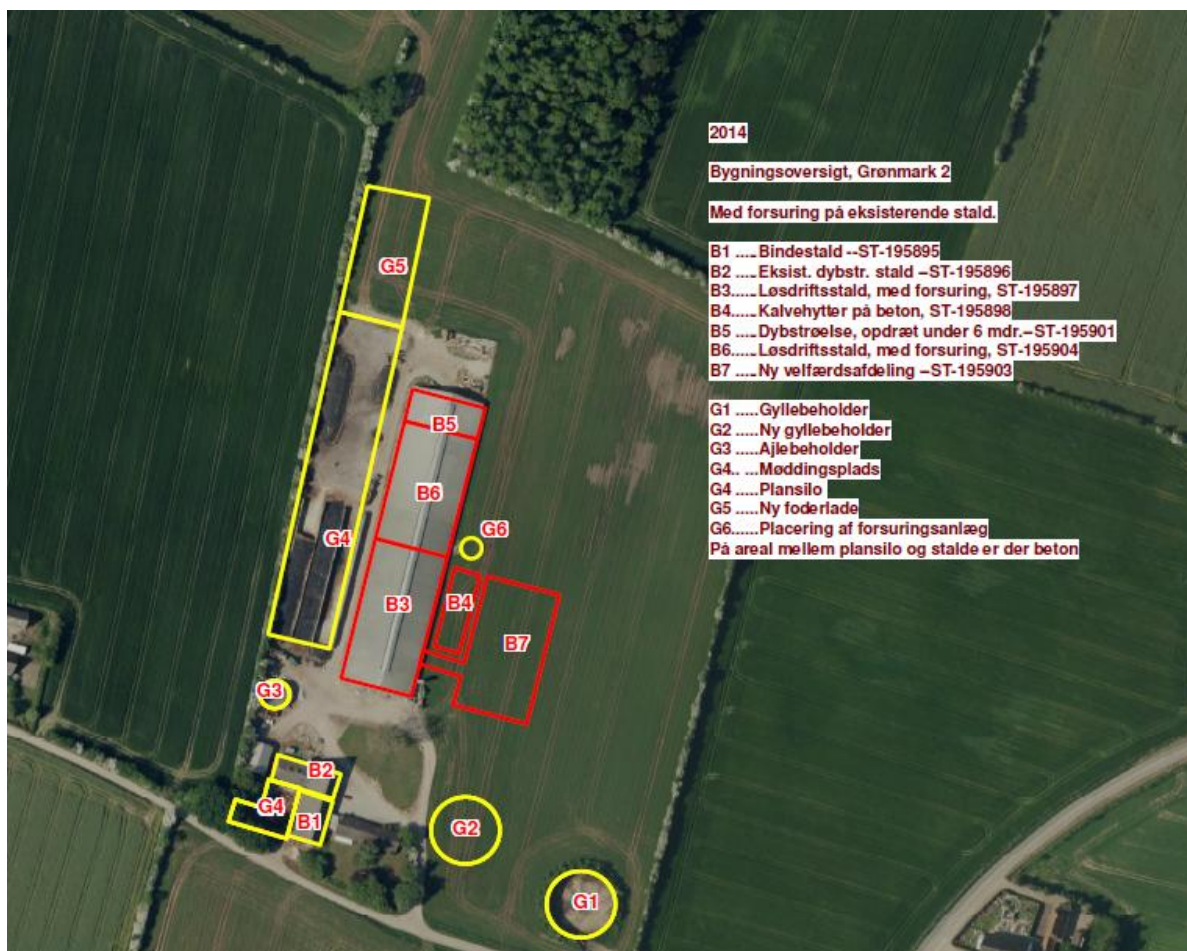 2014
Bygningsoversigt, Grønmark 2
Med forsuring på eksisterende stald.
B1 .....Bindestald --ST-195895
B2 .....Eksist. dybstr. stald –ST-195896
B3......Løsdriftsstald, med forsuring, ST-195897
B4......Kalvehytter på beton, ST-195898
B5 .....Dybstrøelse, opdræt under 6 mdr.–ST-195901
B6......Løsdriftsstald, med forsuring, ST-195904
B7 .....Ny velfærdsafdeling –ST-195903
G1 .....Gyllebeholder
G2 .....Ny gyllebeholder
G3 .....Ajlebeholder
G4.. ...Møddingsplads
G4 .....Plansilo
G5 .....Ny foderlade
G6......Placering af forsuringsanlæg
På areal mellem plansilo og stalde er der beton
G5
B5
B6
G6
G4
B3
B4
B7
G3
B2
G4
B1
G2
G1